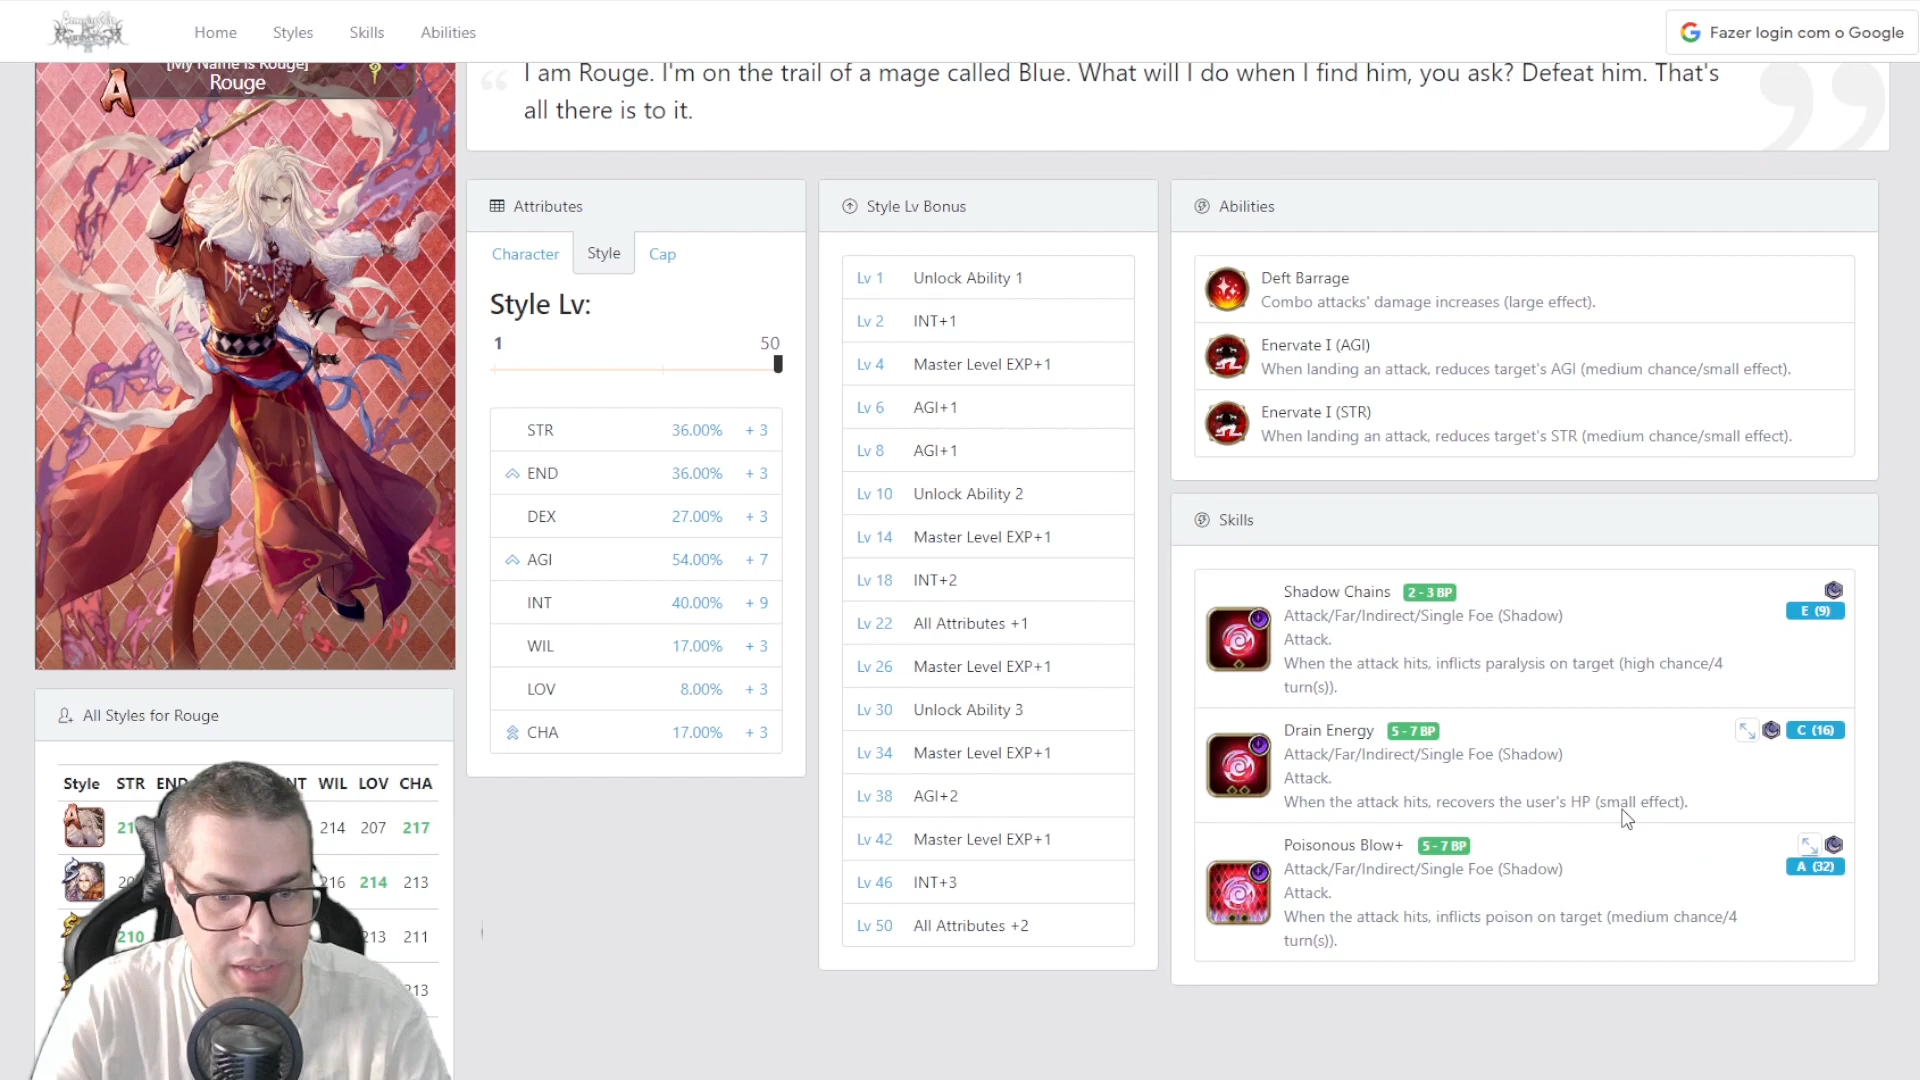 Home Styles Skills Abilities
Fazer login com o Google
[My Name is Rouge]
Rouge
A
I am Rouge. I'm on the trail of a mage called Blue. What will I do when I find him, you ask? Defeat him. That's
all there is to it.
Attributes
Character Style Cap
Style Lv:
1 50
STR 36.00% + 3
END 36.00% + 3
DEX 27.00% + 3
AGI 54.00% + 7
INT 40.00% + 9
WIL 17.00% + 3
LOV 8.00% + 3
CHA 17.00% + 3
Style Lv Bonus
Lv 1 Unlock Ability 1
Lv 2 INT+1
Lv 4 Master Level EXP+1
Lv 6 AGI+1
Lv 8 AGI+1
Lv 10 Unlock Ability 2
Lv 14 Master Level EXP+1
Lv 18 INT+2
Lv 22 All Attributes +1
Lv 26 Master Level EXP+1
Lv 30 Unlock Ability 3
Lv 34 Master Level EXP+1
Lv 38 AGI+2
Lv 42 Master Level EXP+1
Lv 46 INT+3
Lv 50 All Attributes +2
Abilities
Deft Barrage
Combo attacks' damage increases (large effect).
Enervate I (AGI)
When landing an attack, reduces target's AGI (medium chance/small effect).
Enervate I (STR)
When landing an attack, reduces target's STR (medium chance/small effect).
Skills
Shadow Chains 2 - 3 BP
E (9)
Attack/Far/Indirect/Single Foe (Shadow)
Attack.
When the attack hits, inflicts paralysis on target (high chance/4
turn(s)).
Drain Energy 5 - 7 BP C (16)
Attack/Far/Indirect/Single Foe (Shadow)
Attack.
When the attack hits, recovers the user's HP (small effect).
Poisonous Blow+ 5 - 7 BP
A (32)
Attack/Far/Indirect/Single Foe (Shadow)
Attack.
When the attack hits, inflicts poison on target (medium chance/4
turn(s)).
All Styles for Rouge
Style STR END WIL LOV CHA
A 214 207 217
216 214 213
210 213 211